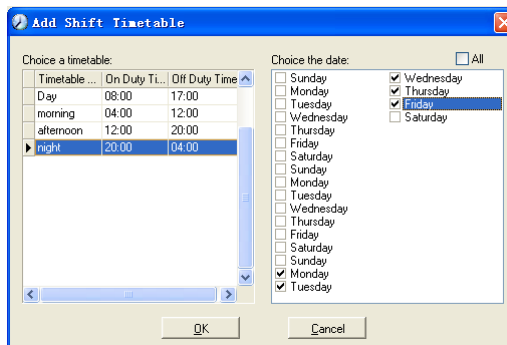 Add Shift Timetable
Choice a timetable:
Timetable ... On Duty Ti... Off Duty Time
Day 08:00 17:00
morning 04:00 12:00
afternoon 12:00 20:00
night 20:00 04:00
Choice the date:
All
Sunday
Monday
Tuesday
Wednesday
Thursday
Friday
Saturday
Sunday
Monday
Tuesday
Wednesday
Thursday
Friday
Saturday
Sunday
Monday
Tuesday
Wednesday
Thursday
Friday
Saturday
OK
Cancel